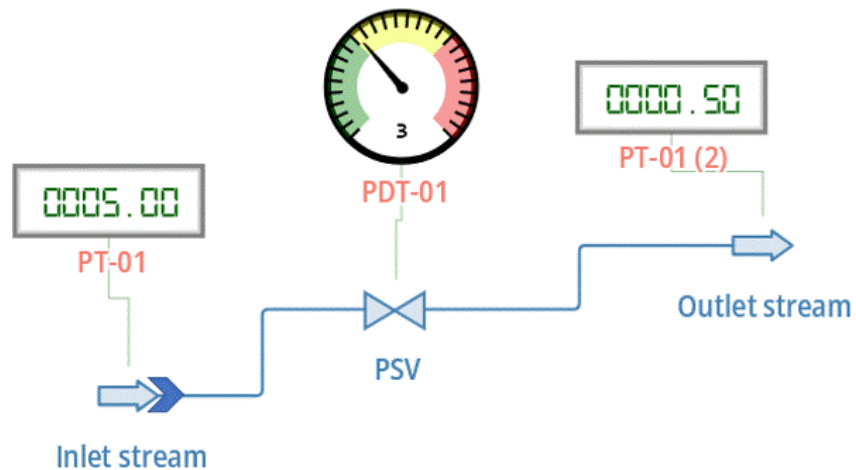 3
0000.50
PT-01 (2)
0005.00
PDT-01
PT-01
Outlet stream
PSV
Inlet stream